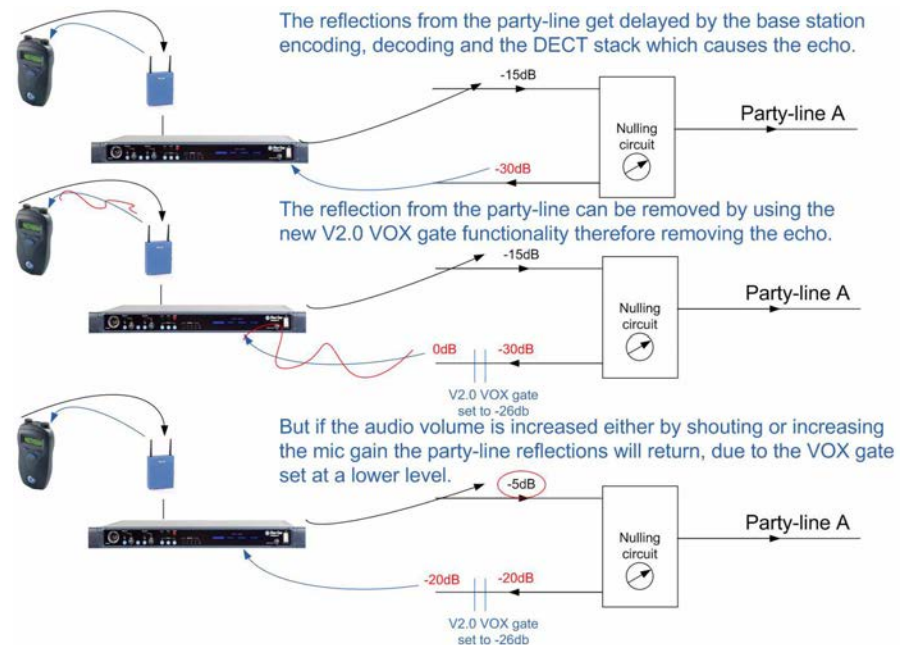 The reflections from the party-line get delayed by the base station
encoding, decoding and the DECT stack which causes the echo.
-15dB
Party-line A
Nulling
circuit
-30dB
The reflection from the party-line can be removed by using the
new V2.0 VOX gate functionality therefore removing the echo.
-15dB
Party-line A
Nulling
circuit
0dB
-30dB
V2.0 VOX gate
set to -26db
But if the audio volume is increased either by shouting or increasing
the mic gain the party-line reflections will return, due to the VOX gate
set at a lower level.
-5dB
Party-line A
Nulling
circuit
-20dB
-20dB
V2.0 VOX gate
set to -26db